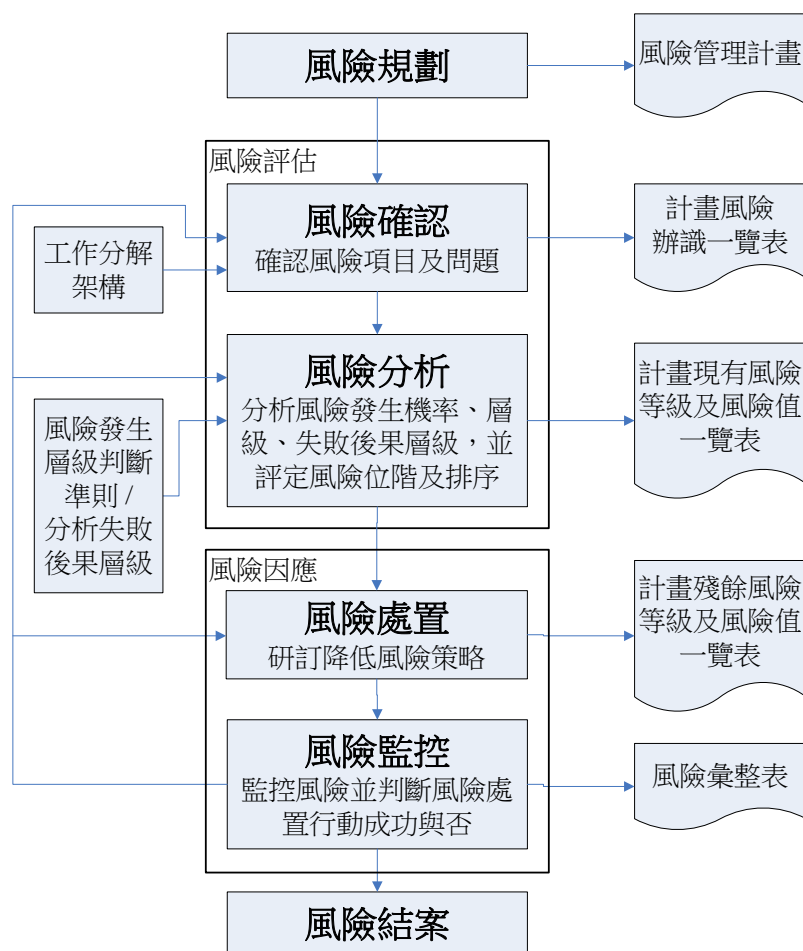 風險規劃
風險管理計畫
風險評估
風險確認
確認風險項目及問題
工作分解
架構
計畫風險
辦識一覽表
風險分析
分析風險發生機率、層
級、失敗後果層級，並
評定風險位階及排序
風險發生
層級判斷
準則/
分析失敗
後果層級
計畫現有風險
等級及風險值
一覽表
風險因應
風險處置
研訂降低風險策略
計畫殘餘風險
等級及風險值
一覽表
風險監控
監控風險並判斷風險處
置行動成功與否
風險彙整表
風險結案